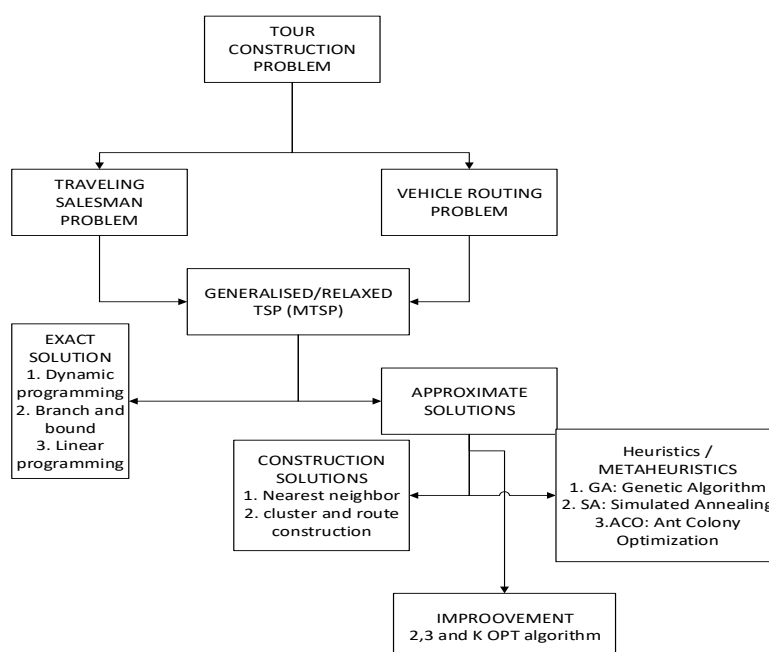 TOUR
CONSTRUCTION
PROBLEM
TRAVELING
SALESMAN
PROBLEM
VEHICLE ROUTING
PROBLEM
GENERALISED/RELAXED
TSP (MTSP)
EXACT
SOLUTION
1. Dynamic
programming
2. Branch and
bound
3. Linear
programming
APPROXIMATE
SOLUTIONS
CONSTRUCTION
SOLUTIONS
1. Nearest neighbor
2. cluster and route
construction
Heuristics /
METAHEURISTICS
1. GA: Genetic Algorithm
2. SA: Simulated Annealing
3.ACO: Ant Colony
Optimization
IMPROOVEMENT
2,3 and K OPT algorithm